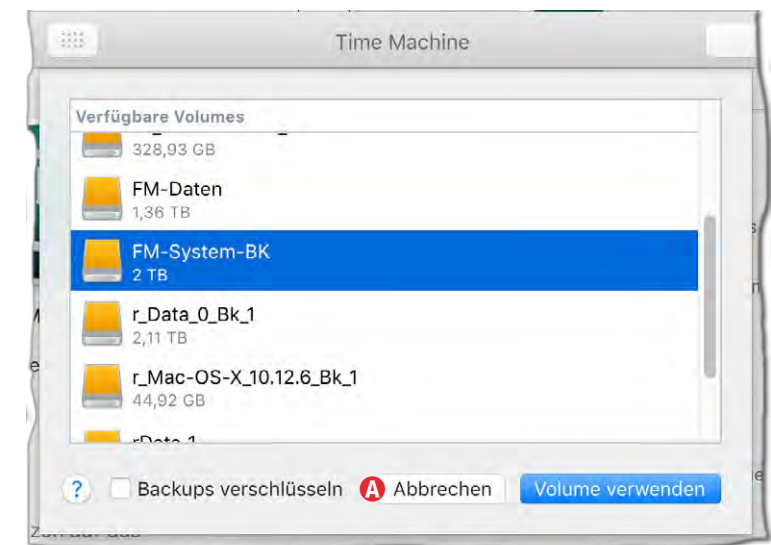 Time Machine
Verfügbare Volumes
328,93 GB
FM-Daten
1,36 TB
FM-System-BK
2 TB
r_Data_0_Bk_1
2,11 TB
r_Mac-OS-X_10.12.6_Bk_1
44,92 GB
rData_1
? Backups verschlüsseln A Abbrechen Volume verwenden